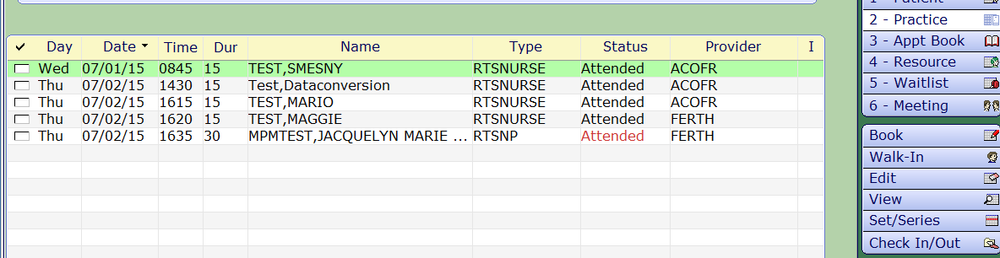 ✓ Day Date Time Dur Name Type Status Provider I
Wed 07/01/15 0845 15 TEST,SMESNY RTSNURSE Attended ACOFR
Thu 07/02/15 1430 15 Test,Dataconversion RTSNURSE Attended ACOFR
Thu 07/02/15 1615 15 TEST,MARIO RTSNURSE Attended ACOFR
Thu 07/02/15 1620 15 TEST,MAGGIE RTSNURSE Attended FERTH
Thu 07/02/15 1635 30 MPMTEST,JACQUELYN MARIE ... RTSNP Attended FERTH
1 - Patient
2 - Practice
3 - Appt Book
4 - Resource
5 - Waitlist
6 - Meeting
Book
Walk-In
Edit
View
Set/Series
Check In/Out